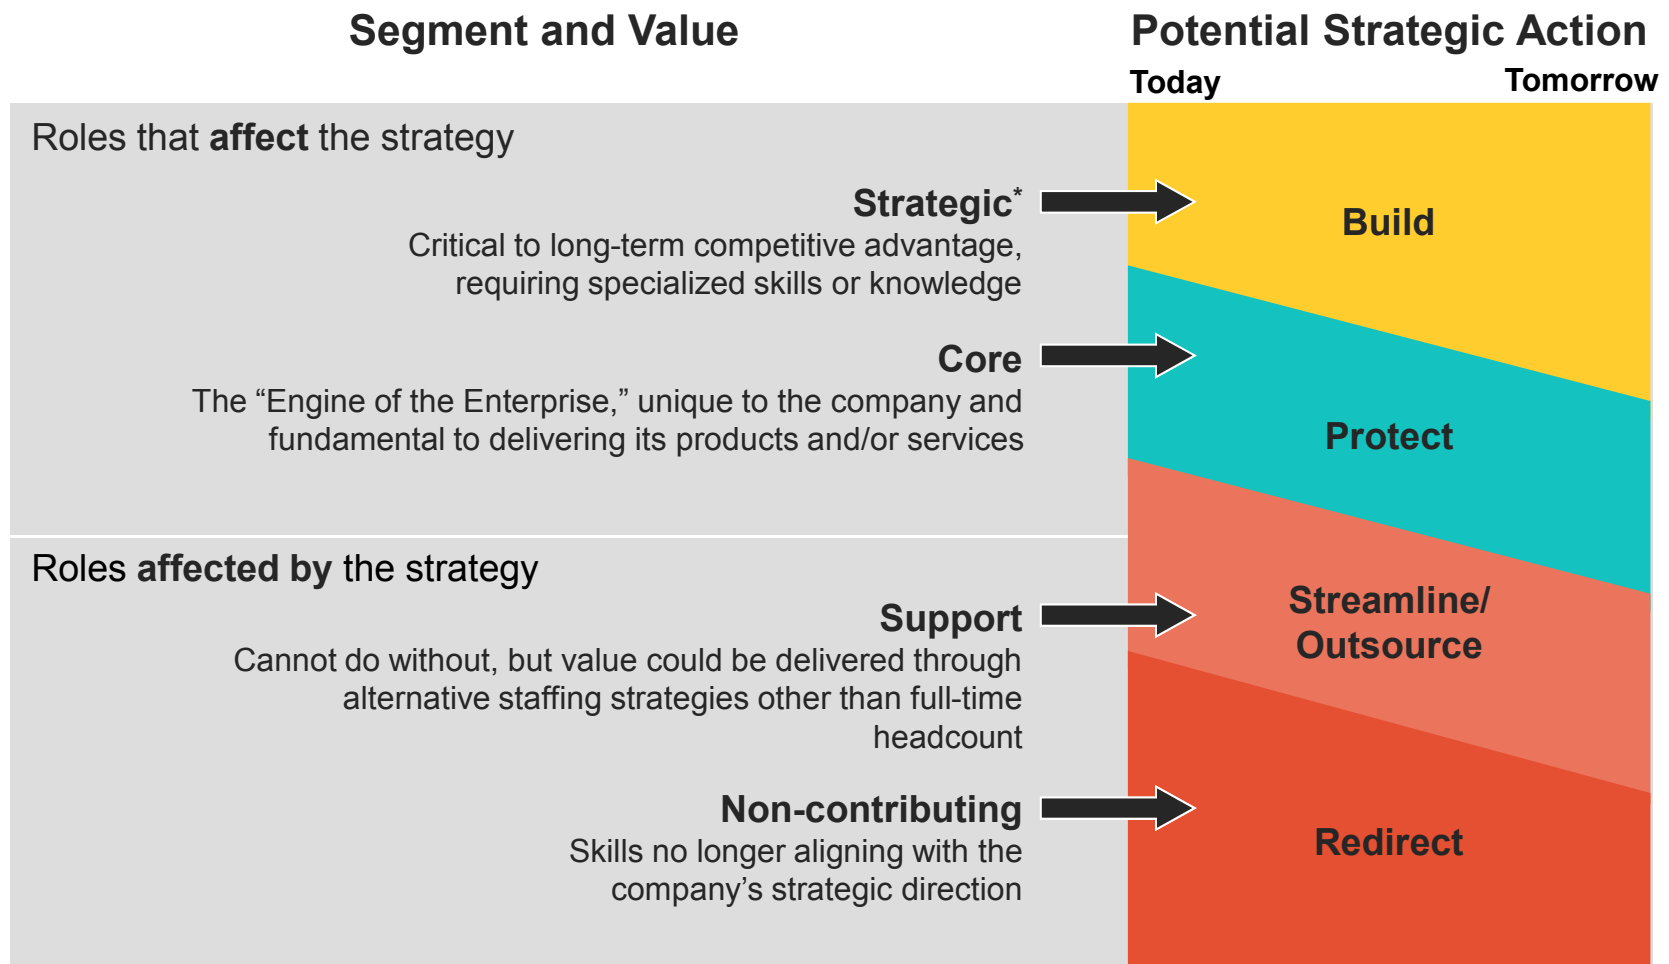 Segment and Value
Potential Strategic Action
Today
Tomorrow
Roles that affect the strategy
Strategic*
Critical to long-term competitive advantage,
requiring specialized skills or knowledge
Build
Core
The “Engine of the Enterprise,” unique to the company and
fundamental to delivering its products and/or services
Protect
Roles affected by the strategy
Support
Cannot do without, but value could be delivered through
alternative staffing strategies other than full-time
headcount
Streamline/
Outsource
Non-contributing
Skills no longer aligning with the
company’s strategic direction
Redirect